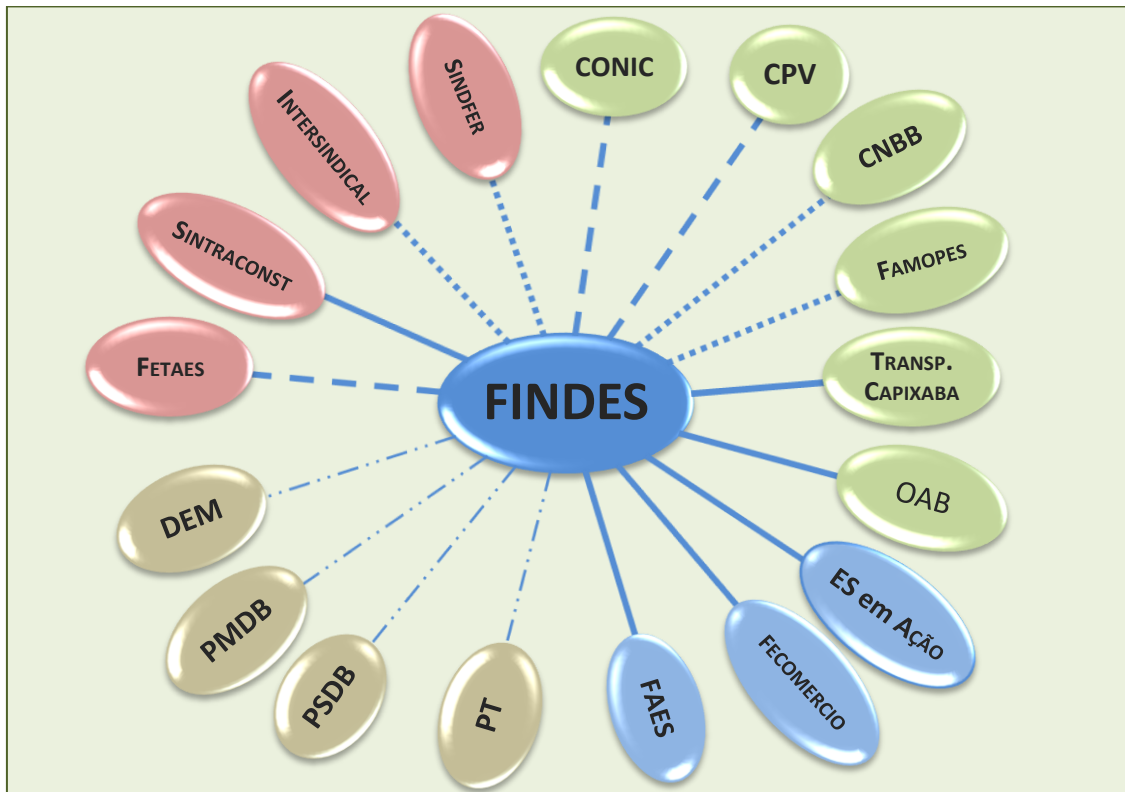 SINDFER
CONIC
CPV
CNBB
INTERSINDICAL
FAMOPES
SINTRACONST
FETAES
FINDES
TRANSP.
CAPIXABA
OAB
DEM
ES em AÇÃO
PMDB
FECOMERCIO
PSDB
PT
FAES